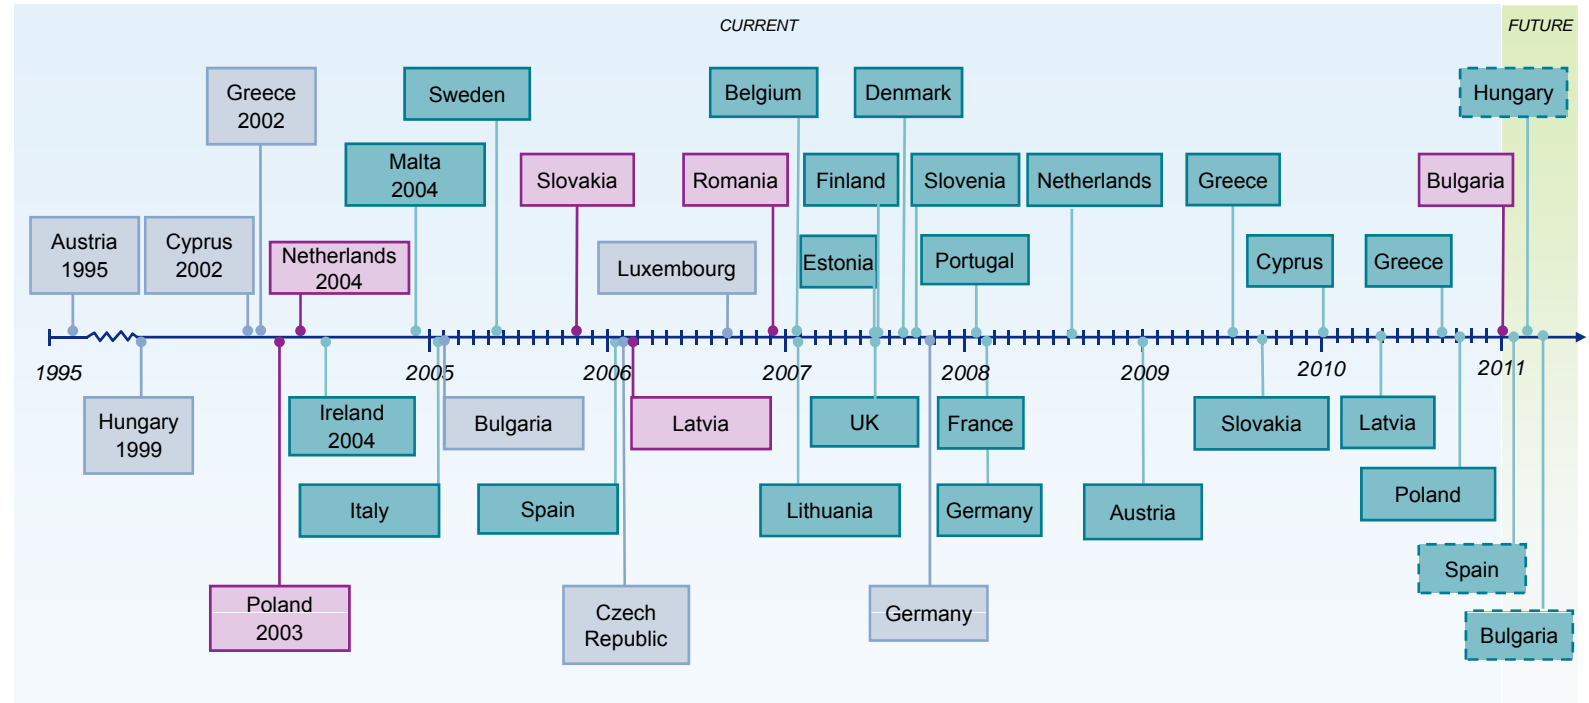 CURRENT
FUTURE
Greece
2002
Sweden
Belgium
Denmark
Hungary
Malta
2004
Slovakia
Romania
Finland
Slovenia
Netherlands
Greece
Bulgaria
Austria
1995
Cyprus
2002
Netherlands
2004
Luxembourg
Estonia
Portugal
Cyprus
Greece
1995
2005
2006
2007
2008
2009
2010
2011
Hungary
1999
Ireland
2004
Bulgaria
Latvia
UK
France
Slovakia
Latvia
Italy
Spain
Lithuania
Germany
Austria
Poland
Spain
Poland
2003
Czech
Republic
Germany
Bulgaria